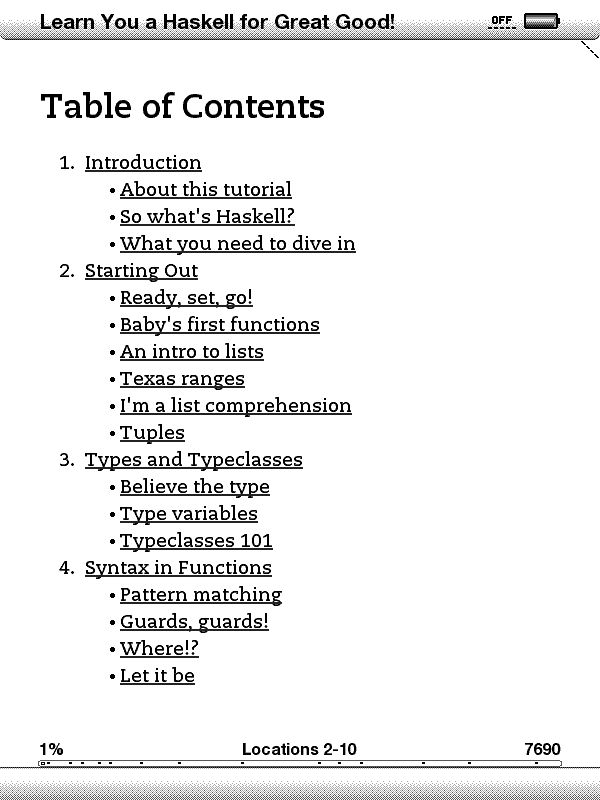 Learn You a Haskell for Great Good! OFF
Table of Contents
1. Introduction
• About this tutorial
• So what's Haskell?
• What you need to dive in
2. Starting Out
• Ready, set, go!
• Baby's first functions
• An intro to lists
• Texas ranges
• I'm a list comprehension
• Tuples
3. Types and Typeclasses
• Believe the type
• Type variables
• Typeclasses 101
4. Syntax in Functions
• Pattern matching
• Guards, guards!
• Where!?
• Let it be
1% Locations 2-10 7690